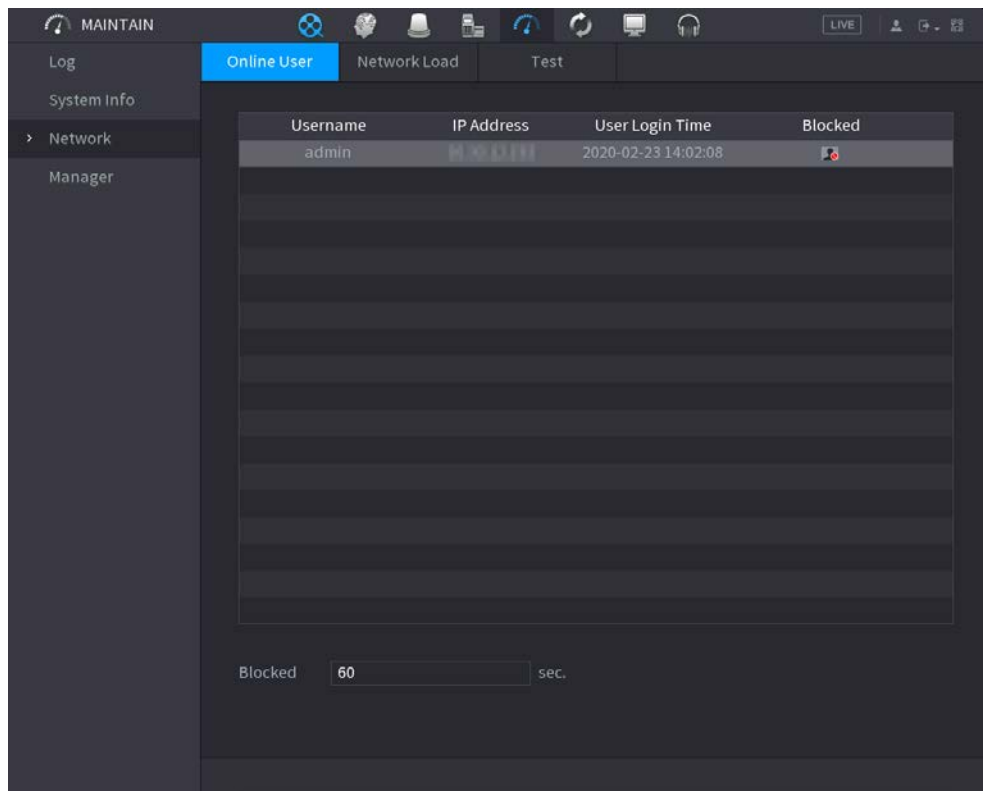 MAINTAIN LIVE
Log
System Info
Network
Manager
Online User Network Load Test
Username IP Address User Login Time Blocked
admin 2020-02-23 14:02:08
Blocked 60 sec.